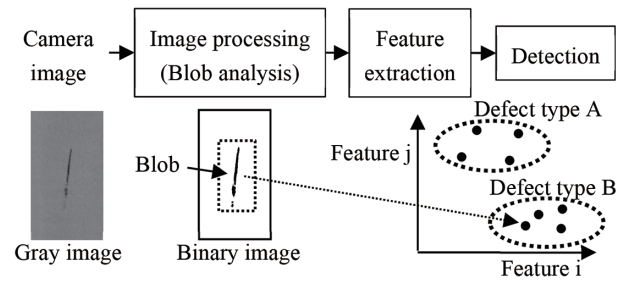 Camera
image
Image processing
(Blob analysis)
Feature
extraction
Detection
Blob
Gray image
Binary image
Defect type A
Feature j
Defect type B
Feature i